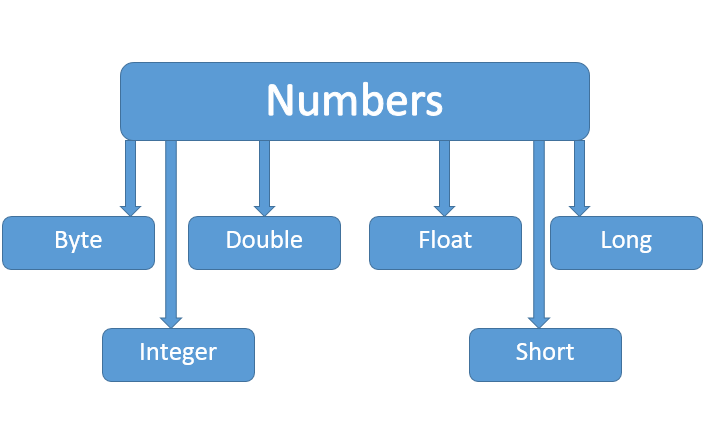 Numbers
Byte
Double
Float
Long
Integer
Short